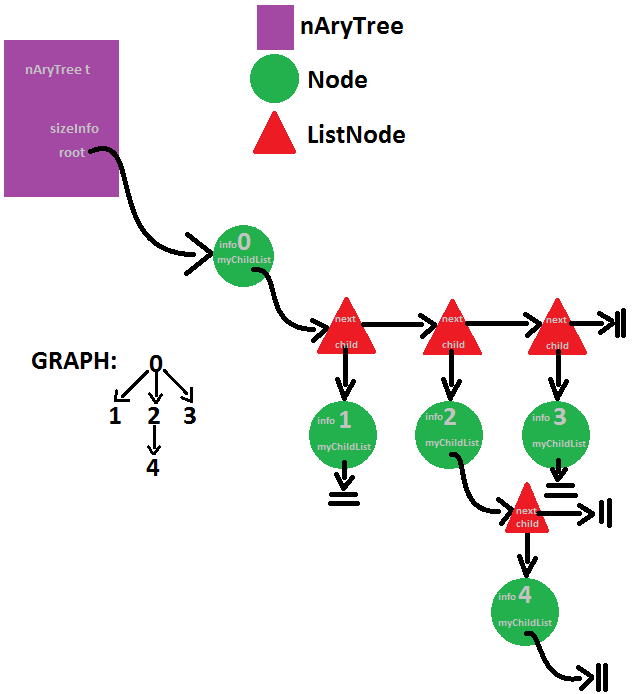 nAryTree
Node
ListNode
nAryTree t
sizeInfo
root
info 0
myChildList
next next next
child child child
GRAPH: 0
1 2 3
4
info 1
myChildList
info 2
myChildList
info 3
myChildList
next
child
info 4
myChildList